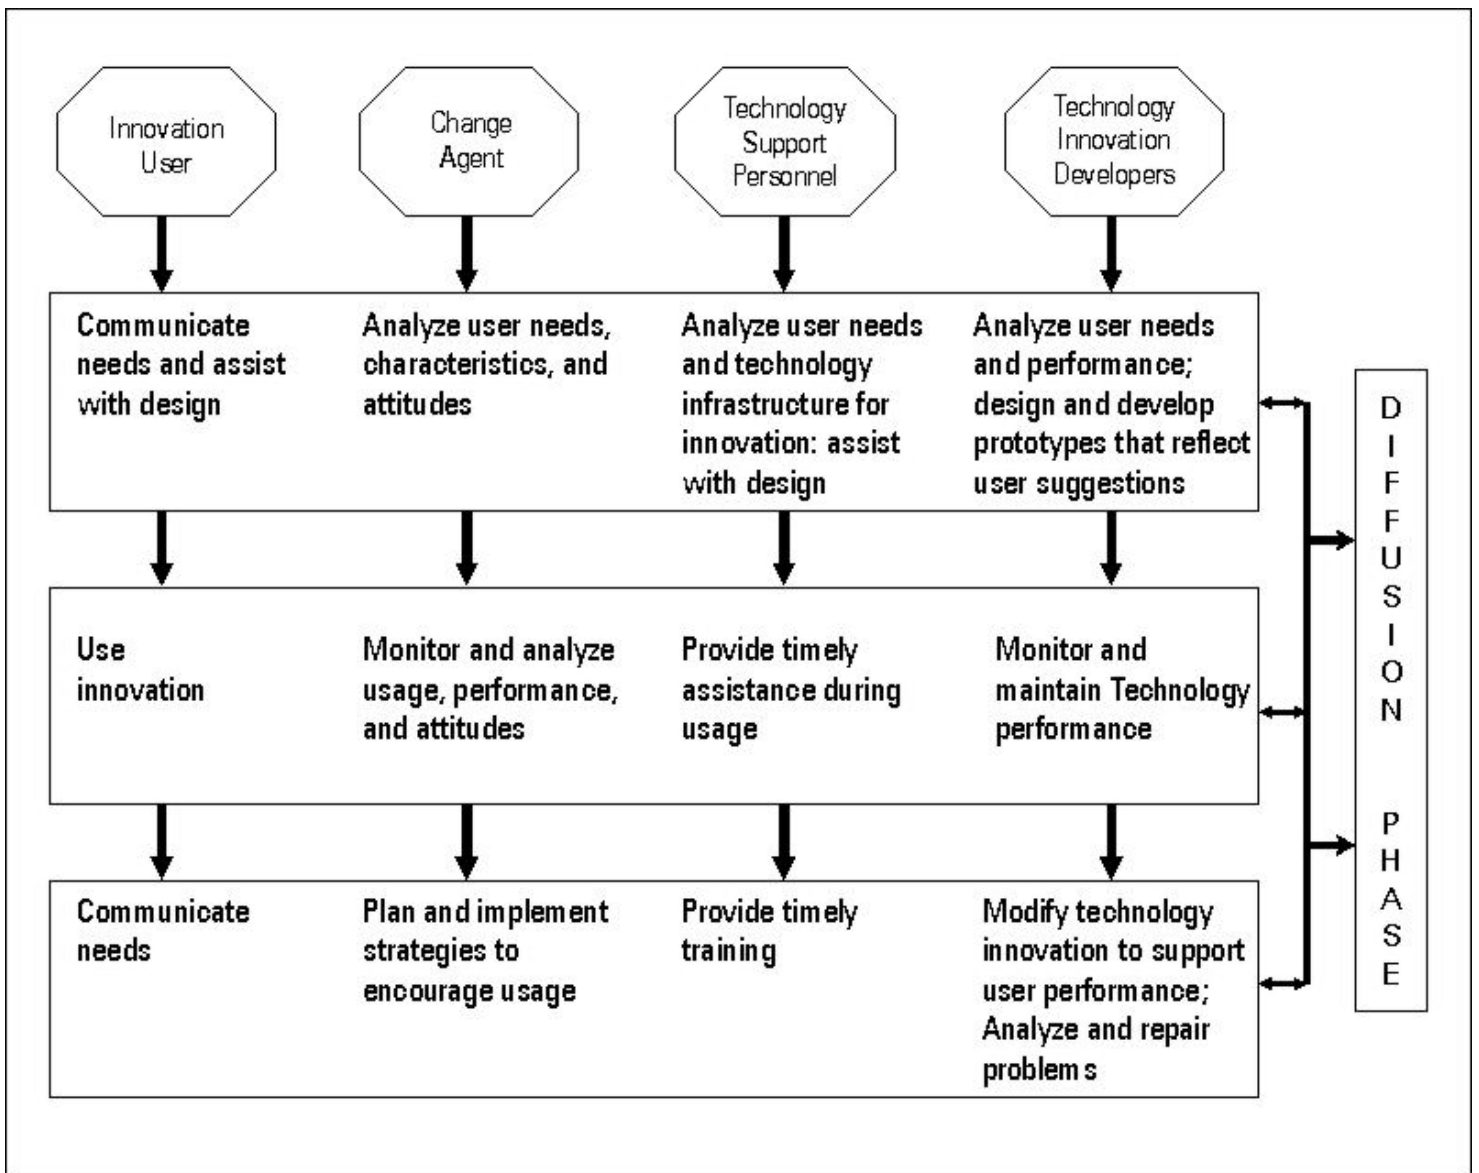 Innovation
User
Change
Agent
Technology
Support
Personnel
Technology
Innovation
Developers
Communicate
needs and assist
with design
Analyze user needs,
characteristics, and
attitudes
Analyze user needs
and technology
infrastructure for
innovation: assist
with design
Analyze user needs
and performance;
design and develop
prototypes that reflect
user suggestions
Use
innovation
Monitor and analyze
usage, performance,
and attitudes
Provide timely
assistance during
usage
Monitor and
maintain Technology
performance
Communicate
needs
Plan and implement
strategies to
encourage usage
Provide timely
training
Modify technology
innovation to support
user performance;
Analyze and repair
problems
DIFFUSION PHASE